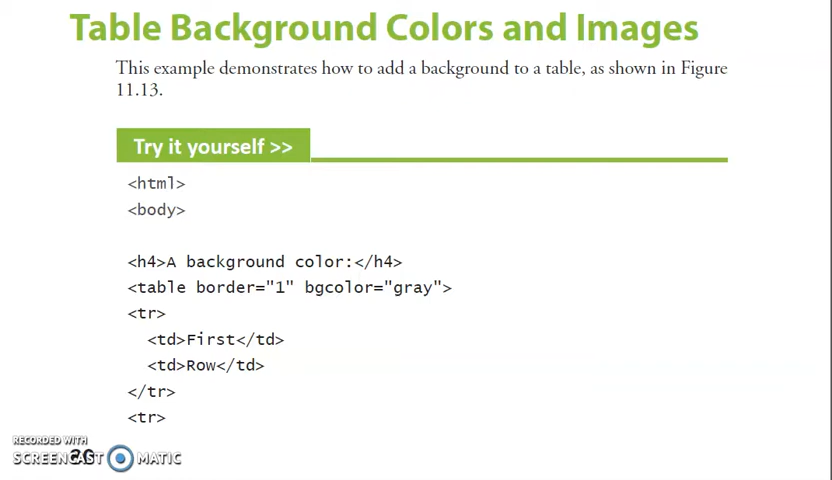 Table Background Colors and Images
This example demonstrates how to add a background to a table, as shown in Figure
11.13.
Try it yourself >>
<html>
<body>
<h4>A background color:</h4>
<table border="1" bgcolor="gray">
<tr>
<td>First</td>
<td>Row</td>
</tr>
<tr>
RECORDED WITH
SCREENCAST MATIC